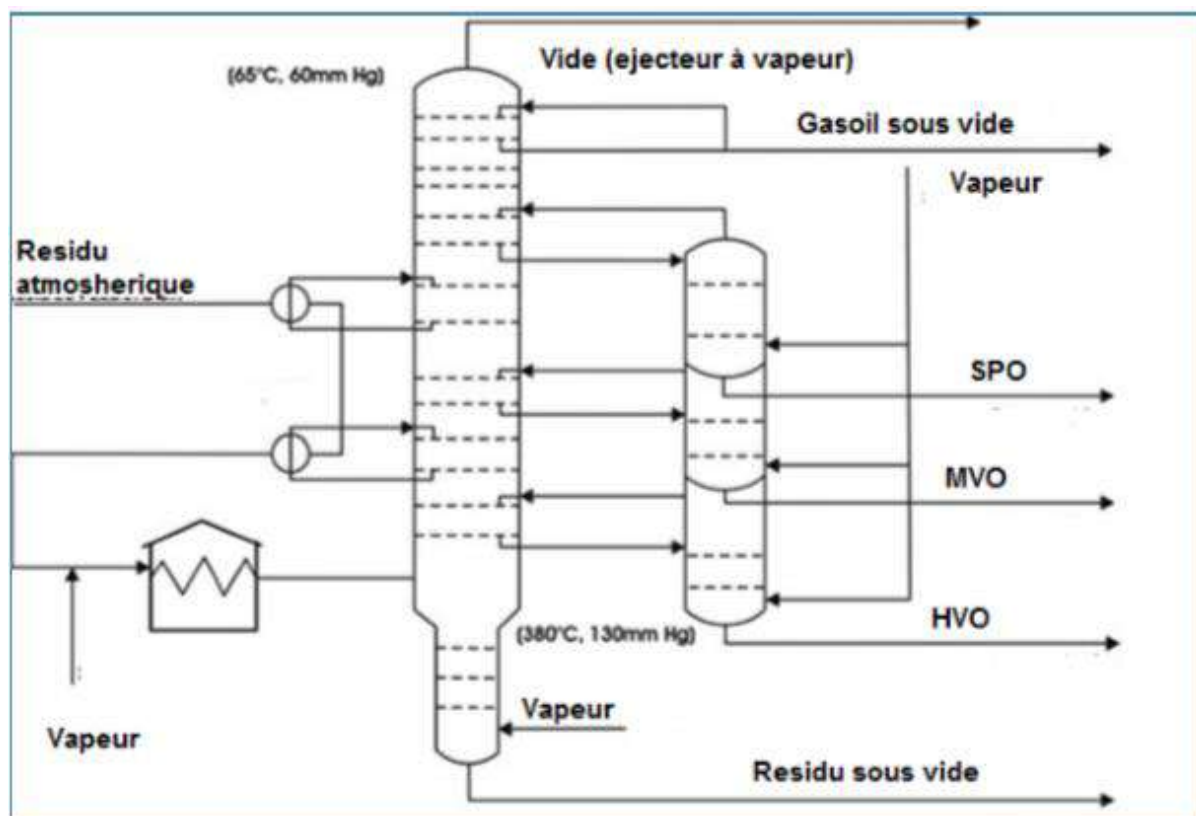 (65°C, 60mm Hg)
Vide (ejecteur à vapeur)
Gasoil sous vide
Vapeur
Residu
atmosherique
SPO
MVO
HVO
(380°C, 130mm Hg)
Vapeur
Vapeur
Residu sous vide